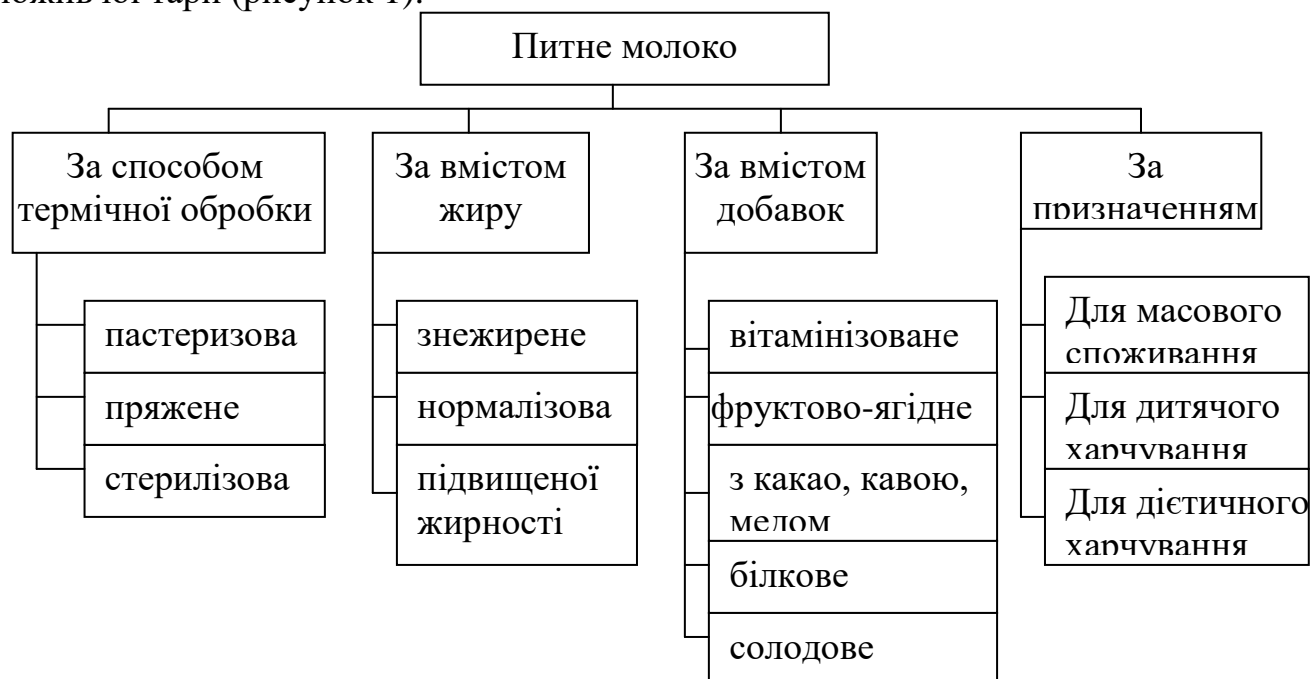 (рисунок 1).
Питне молоко
За способом
термічної обробки
За вмістом
жиру
За вмістом
добавок
За
призначенням
пастеризова
пряжене
стерилізова
знежирене
нормалізова
підвищеної
жирності
вітамінізоване
фруктово-ягідне
з какао, кавою,
медом
білкове
солодове
Для масового
споживання
Для дитячого
харчування
Для дієтичного
харчування